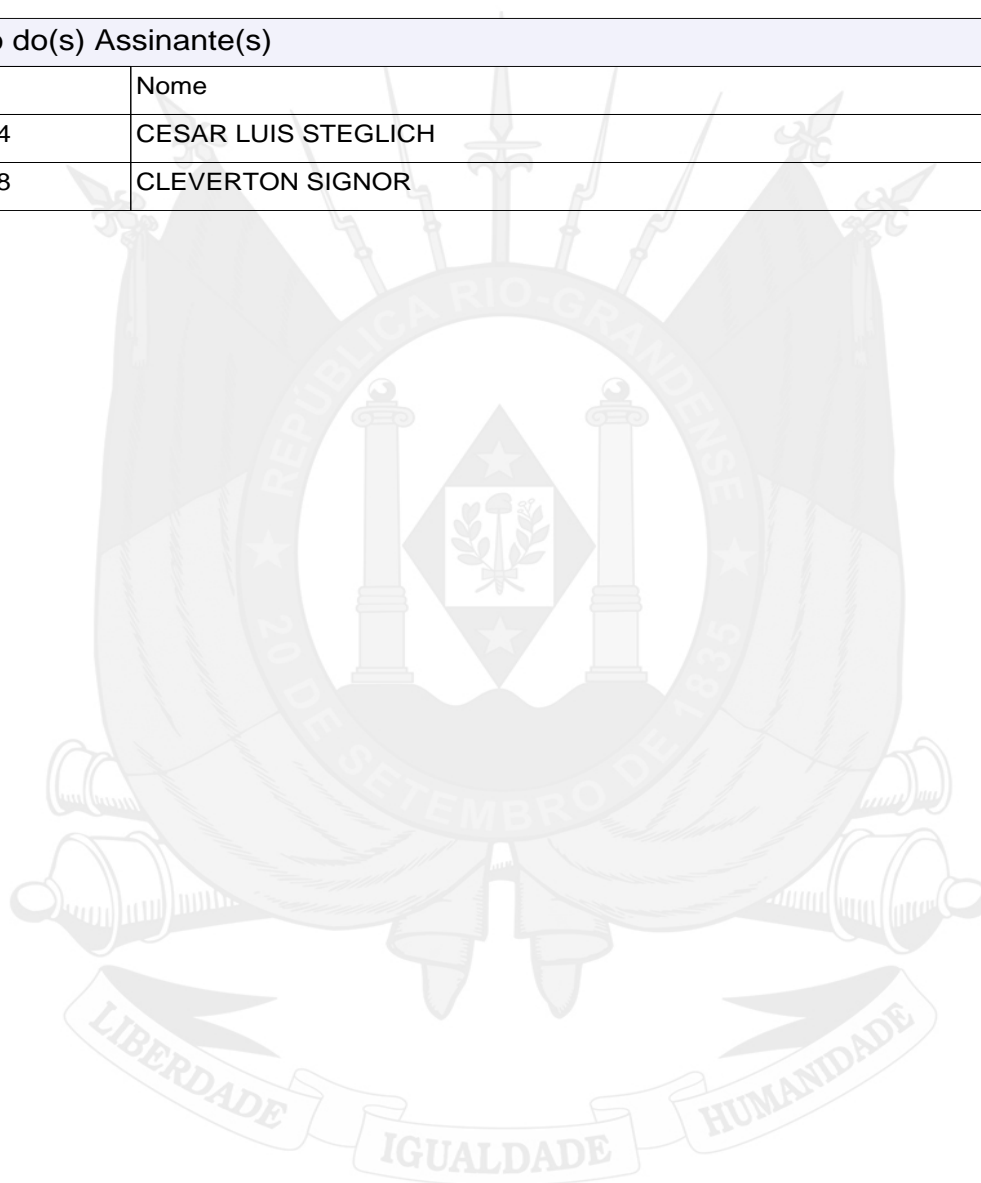 o do(s) Assinante(s)
Nome
4 CESAR LUIS STEGLICH
8 CLEVERTON SIGNOR
REPÚBLICA RIO-GRANDENSE
20 DE SETEMBRO DE 1835
LIBERDADE IGUALDADE HUMANIDADE